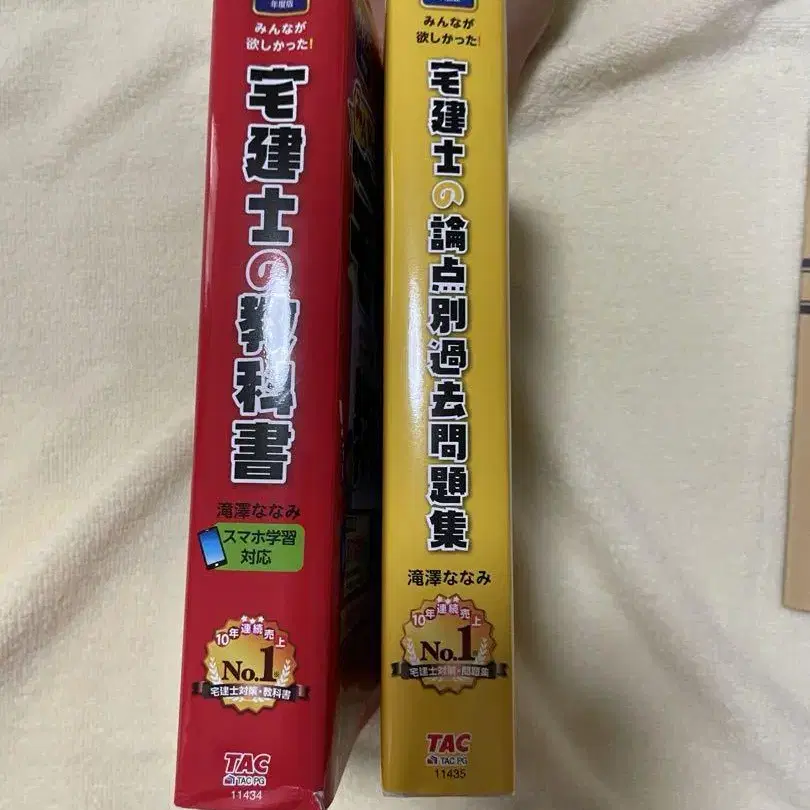 年度版
みんなが
欲しかった!
宅建士の教科書
滝澤ななみ
スマホ学習
対応
10年連続売上
No.1
宅建士対策・教科書
TAC
TAC PG
11434
みんなが
欲しかった!
宅建士の論点別過去問題集
滝澤ななみ
10年連続売上
No.1
宅建士対策・問題集
TAC
TAC PG
11435